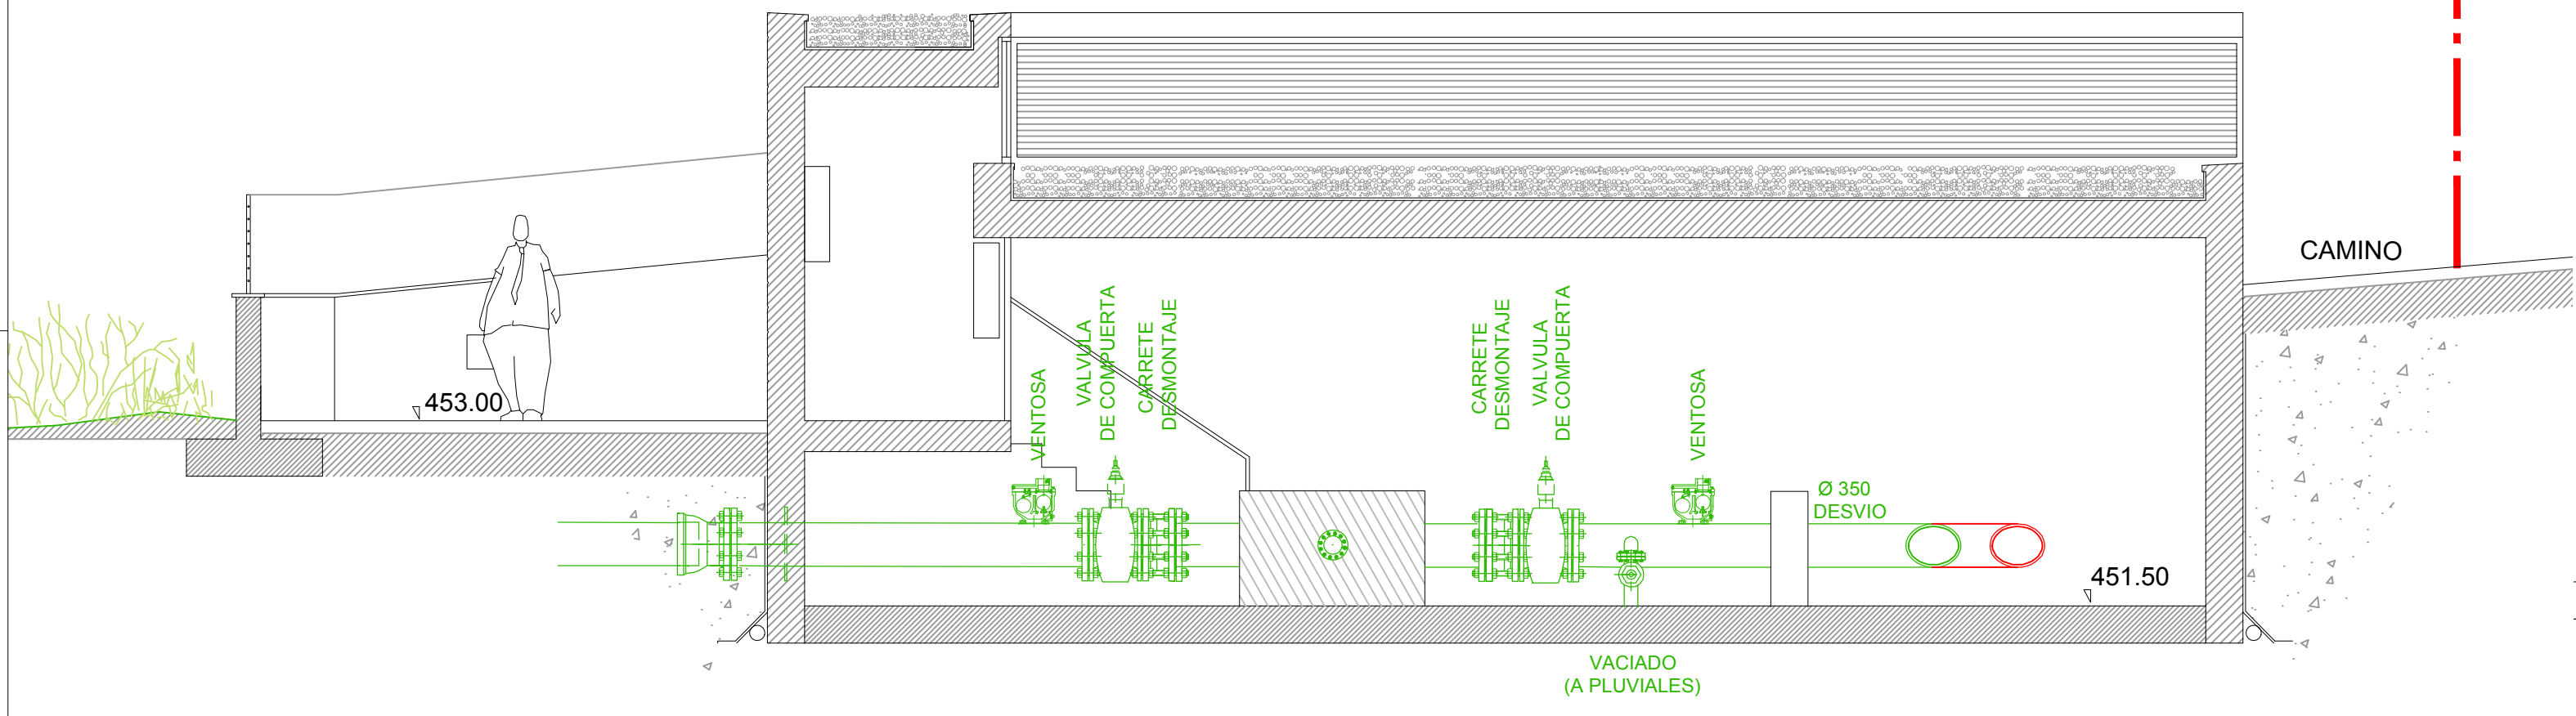 CAMINO
453.00
VENTOSA
VALVULA
DE COMPUERTA
CARRETE
DESMONTAJE
CARRETE
DESMONTAJE
VALVULA
DE COMPUERTA
VENTOSA
Ø 350
DESVIO
451.50
VACIADO
(A PLUVIALES)